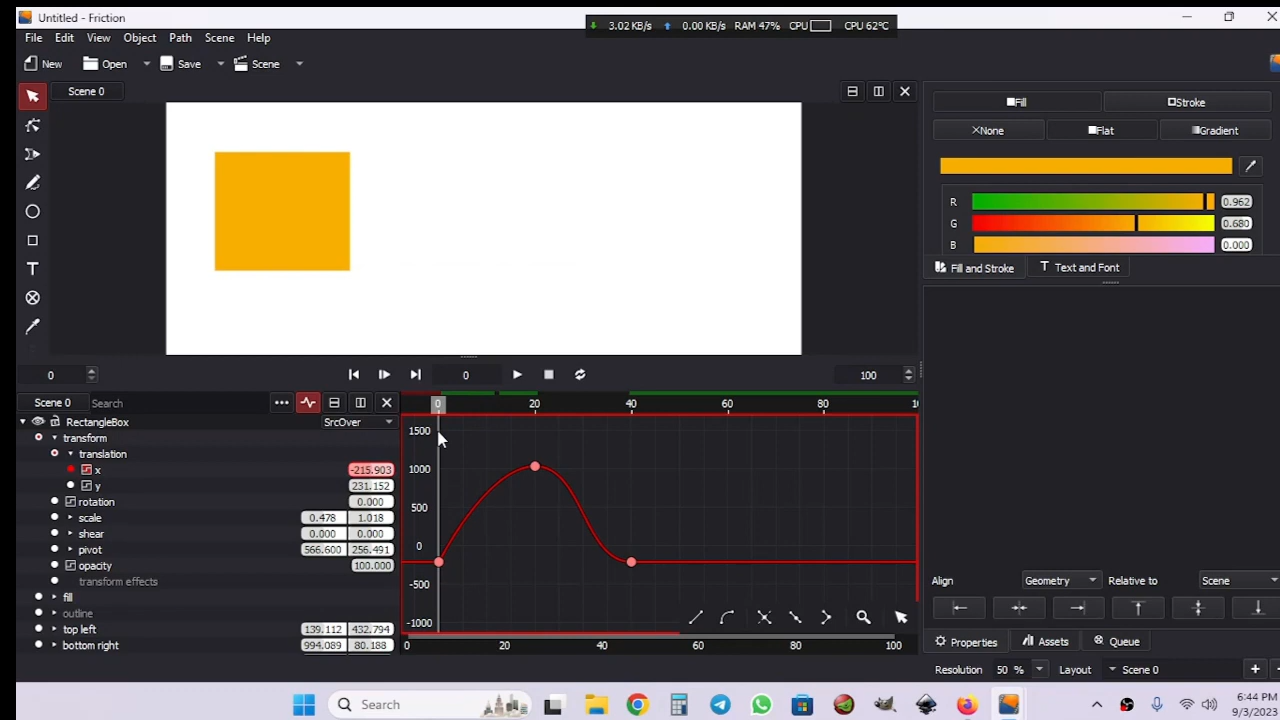 Untitled - Friction
3.02 KB/s 0.00 KB/s RAM 47% CPU CPU 62°C
File Edit View Object Path Scene Help
New Open Save Scene
Scene 0
Fill Stroke
None Flat Gradient
R 0.962
G 0.680
B 0.000
Fill and Stroke Text and Font
0 0 100
Scene 0 Search 0 20 40 60 80 10
RectangleBox SrcOver
transform
translation
x -215.903
y 231.152
rotation 0.000
scale 0.478 1.018
shear 0.000 0.000
pivot 566.600 256.491
opacity 100.000
transform effects
fill
outline
top left 139.112 432.794
bottom right 994.089 80.188
1500
1000
500
0
-500
-1000
0 20 40 60 80 100
Align Geometry Relative to Scene
Properties Assets Queue
Resolution 50 % Layout Scene 0
Search
6:44 PM
9/3/2023